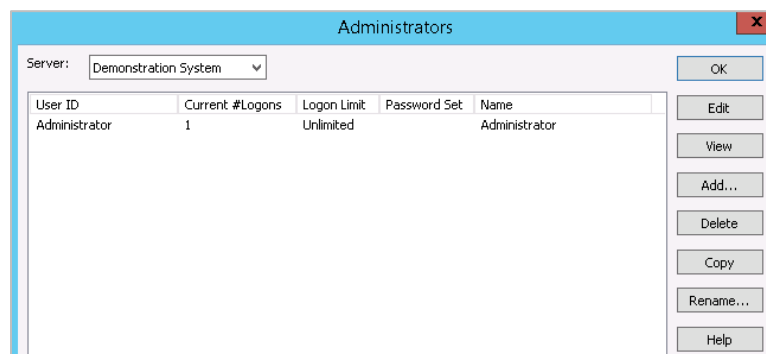 Administrators
X
Server: Demonstration System
OK
User ID Current #Logons Logon Limit Password Set Name
Administrator 1 Unlimited Administrator
Edit
View
Add...
Delete
Copy
Rename...
Help